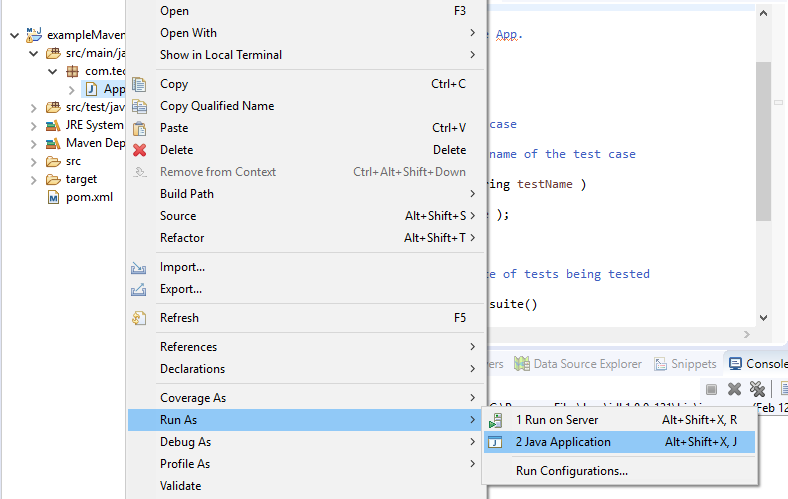 exampleMaven
src/main/ja
com.tec
App
src/test/jav
JRE System
Maven Dep
src
target
pom.xml
Open F3
Open With
Show in Local Terminal
Copy Ctrl+C
Copy Qualified Name
Paste Ctrl+V
Delete Delete
Remove from Context Ctrl+Alt+Shift+Down
Build Path
Source Alt+Shift+S
Refactor Alt+Shift+T
Import...
Export...
Refresh F5
References
Declarations
Coverage As
Run As
Debug As
Profile As
Validate
1 Run on Server Alt+Shift+X, R
2 Java Application Alt+Shift+X, J
Run Configurations...
App.
case
name of the test case
ing testName )
);
e of tests being tested
suite()
vers Data Source Explorer Snippets Console
(Feb 12